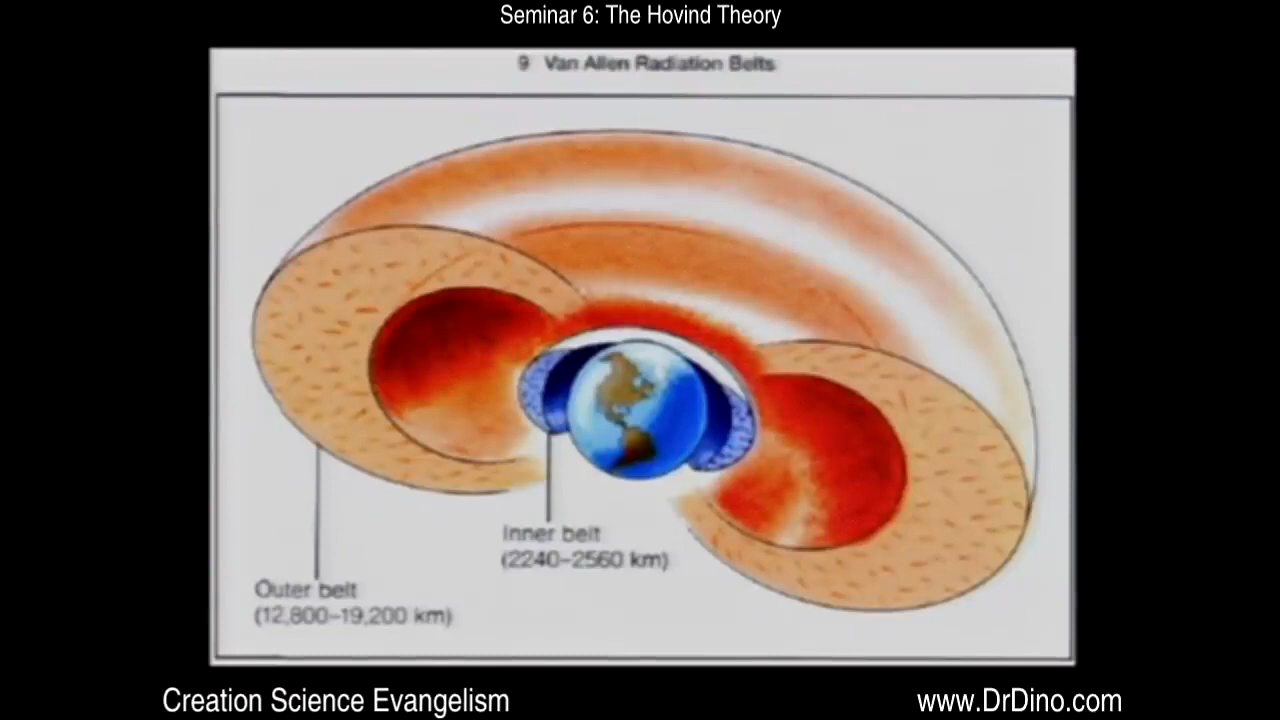 Seminar 6: The Hovind Theory
9 Van Allen Radiation Belts
Inner belt
(2240–2560 km)
Outer belt
(12,800–19,200 km)
Creation Science Evangelism
www.DrDino.com